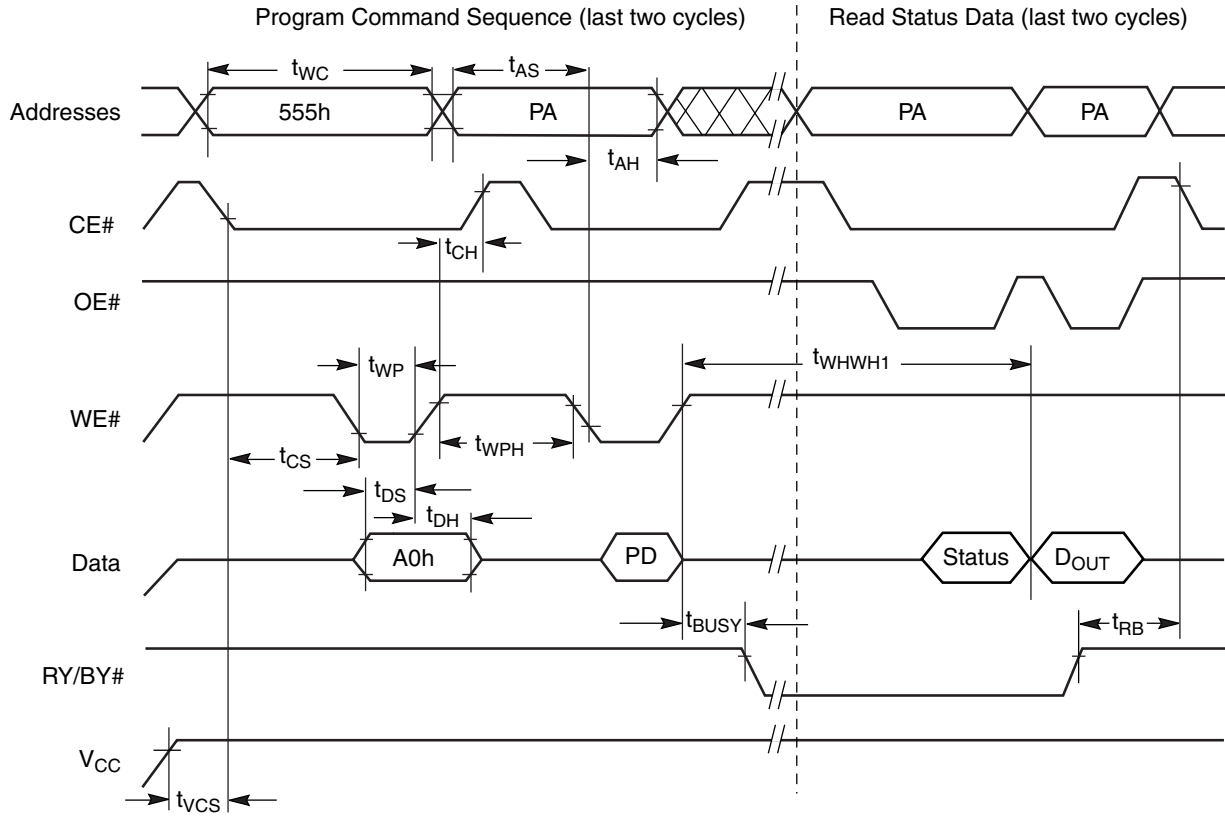 Program Command Sequence (last two cycles)
Read Status Data (last two cycles)
tWC
tAS
Addresses
555h
PA
PA
PA
tAH
CE#
tCH
OE#
tWP
tWHWH1
WE#
tCS
tWPH
tDS
tDH
Data
A0h
PD
Status
DOUT
tBUSY
tRB
RY/BY#
VCC
tVCS